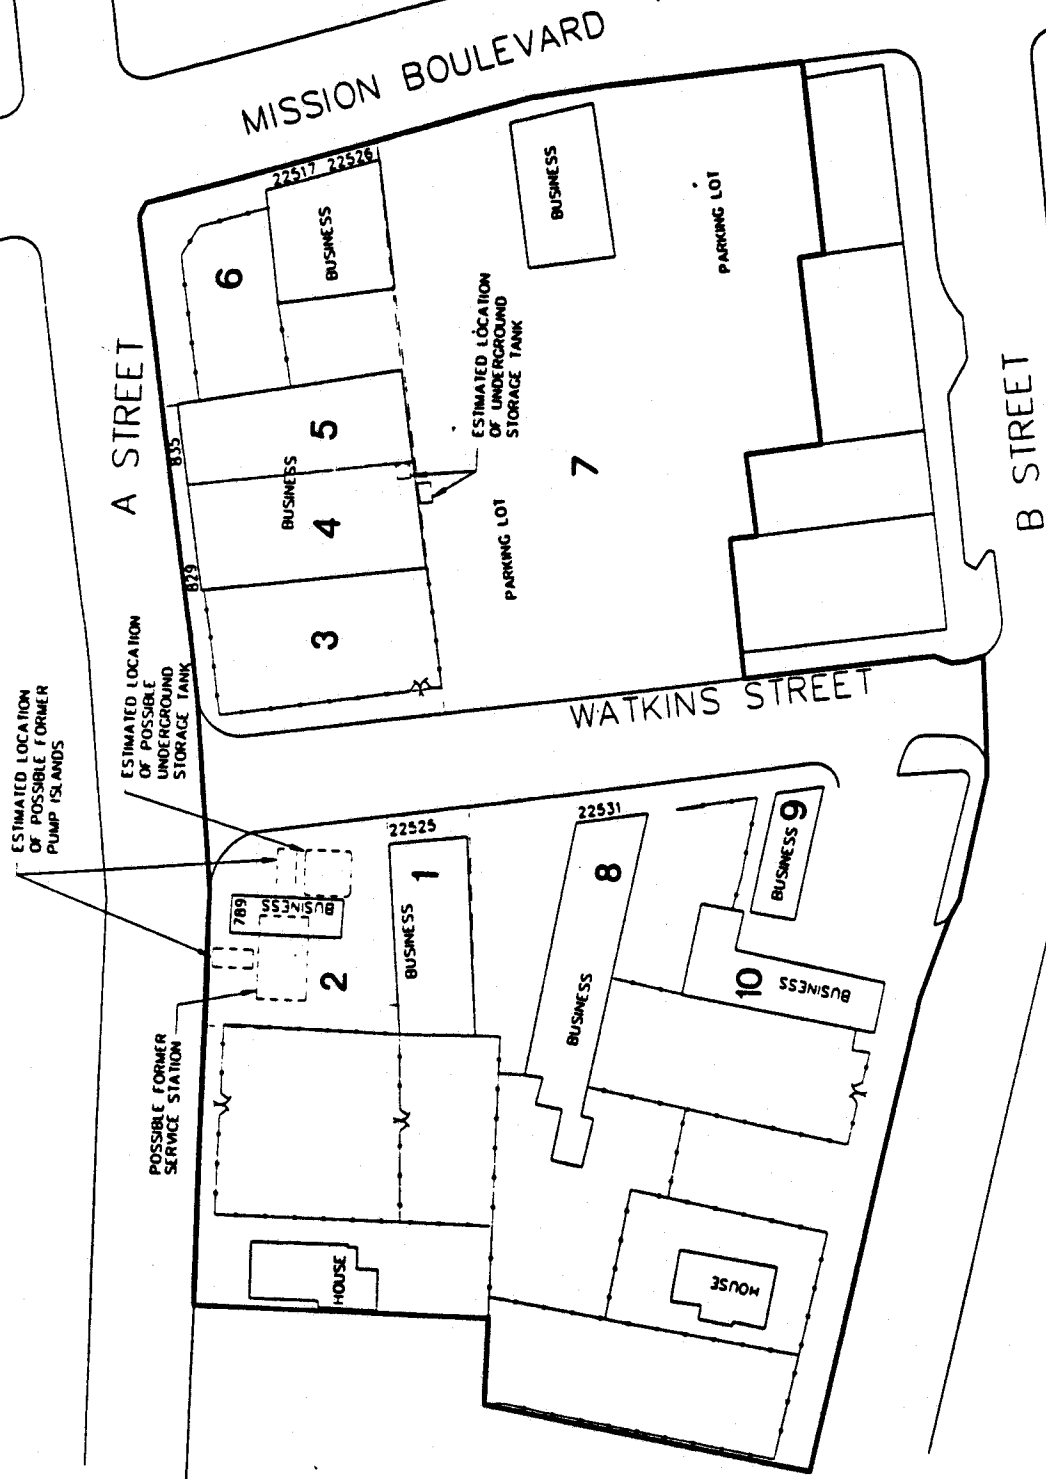 MISSION BOULEVARD
22517 22526
BUSINESS
BUSINESS
PARKING LOT
6
ESTIMATED LOCATION
OF UNDERGROUND
STORAGE TANK
A STREET
835
5
BUSINESS
4
829
7
PARKING LOT
B STREET
3
ESTIMATED LOCATION
OF POSSIBLE
UNDERGROUND
STORAGE TANK
ESTIMATED LOCATION
OF POSSIBLE FORMER
PUMP ISLANDS
WATKINS STREET
22525
22531
789
BUSINESS
1
BUSINESS
2
8
BUSINESS
9
BUSINESS
10
BUSINESS
POSSIBLE FORMER
SERVICE STATION
HOUSE
HOUSE